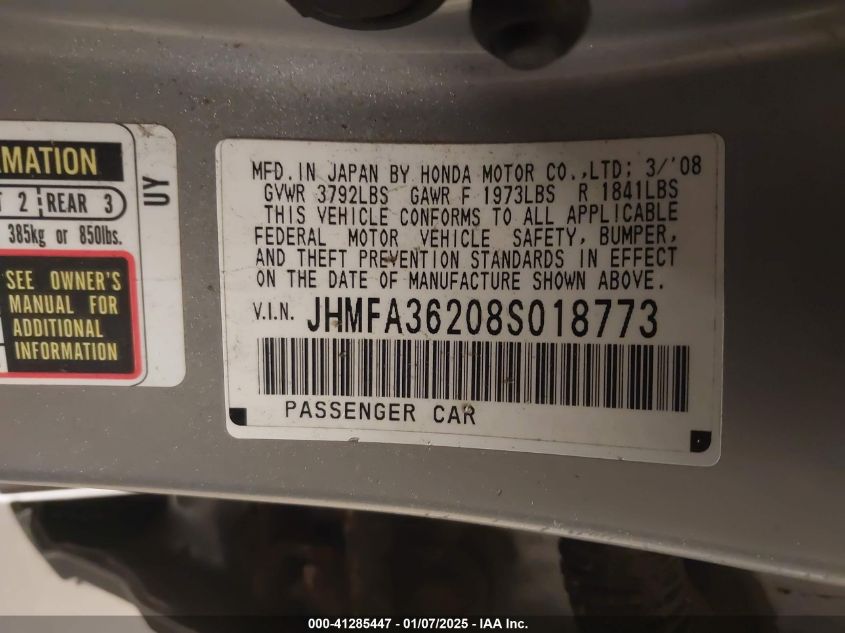 RMATION
2 REAR 3
385kg or 850lbs.
SEE OWNER'S
MANUAL FOR
ADDITIONAL
INFORMATION
UY
MFD. IN JAPAN BY HONDA MOTOR CO.,LTD; 3/'08
GVWR 3792LBS GAWR F 1973LBS R 1841LBS
THIS VEHICLE CONFORMS TO ALL APPLICABLE
FEDERAL MOTOR VEHICLE SAFETY, BUMPER,
AND THEFT PREVENTION STANDARDS IN EFFECT
ON THE DATE OF MANUFACTURE SHOWN ABOVE.
V.I.N. JHMFA36208S018773
PASSENGER CAR
000-41285447 - 01/07/2025 - IAA Inc.